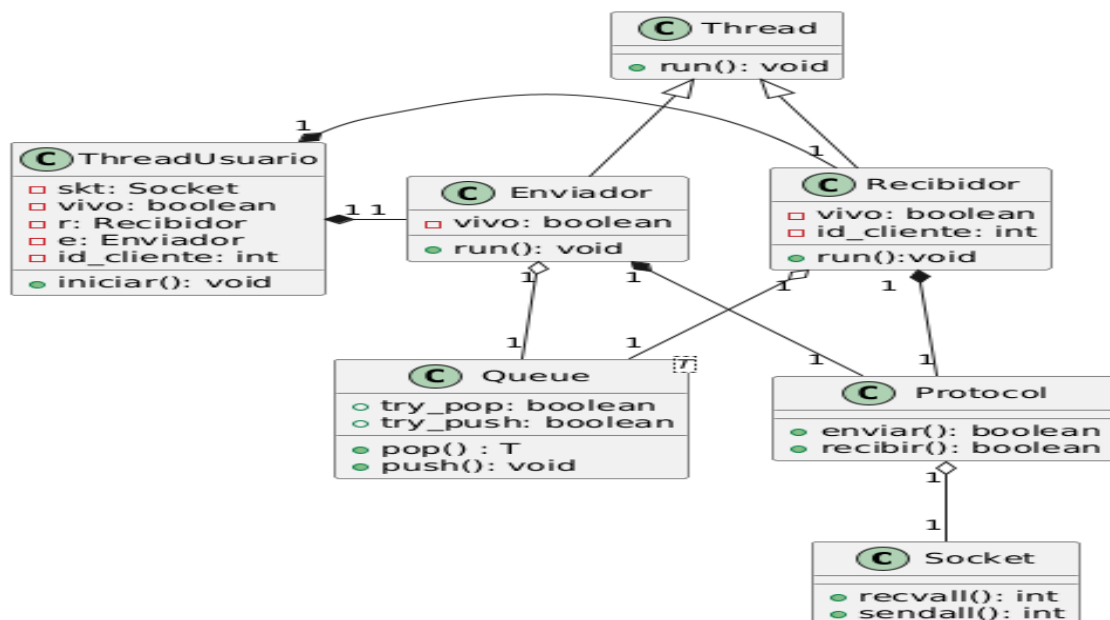 C Thread
run(): void
1
C ThreadUsuario
skt: Socket
vivo: boolean
r: Recibidor
e: Enviador
id_cliente: int
iniciar(): void
1 1
C Enviador
vivo: boolean
run(): void
1
C Recibidor
vivo: boolean
id_cliente: int
run():void
1
1
1
1
1
1
1
1
C Queue
T
try_pop: boolean
try_push: boolean
pop() : T
push(): void
C Protocol
enviar(): boolean
recibir(): boolean
1
1
C Socket
recvall(): int
sendall(): int